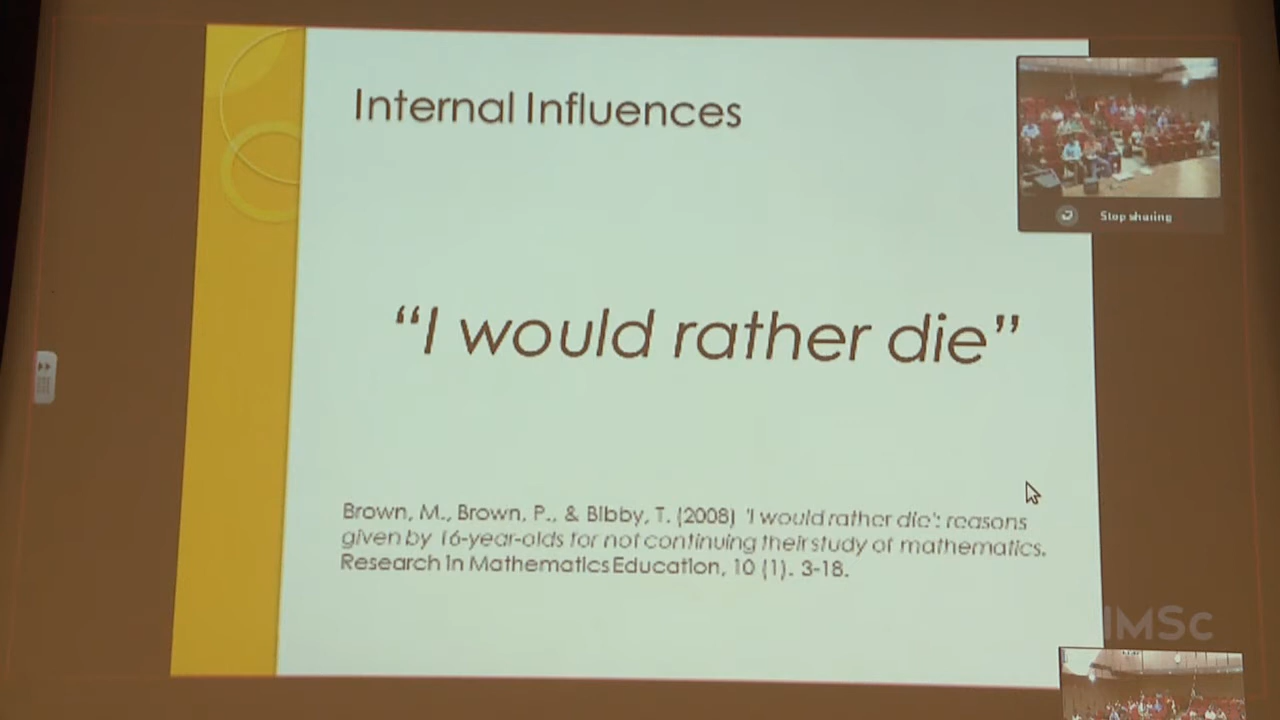 Internal Influences
Stop sharing
“I would rather die”
Brown, M., Brown, P., & Bibby, T. (2008) 'I would rather die': reasons
given by 16-year-olds for not continuing their study of mathematics.
Research in Mathematics Education, 10 (1). 3-18.
IMSc